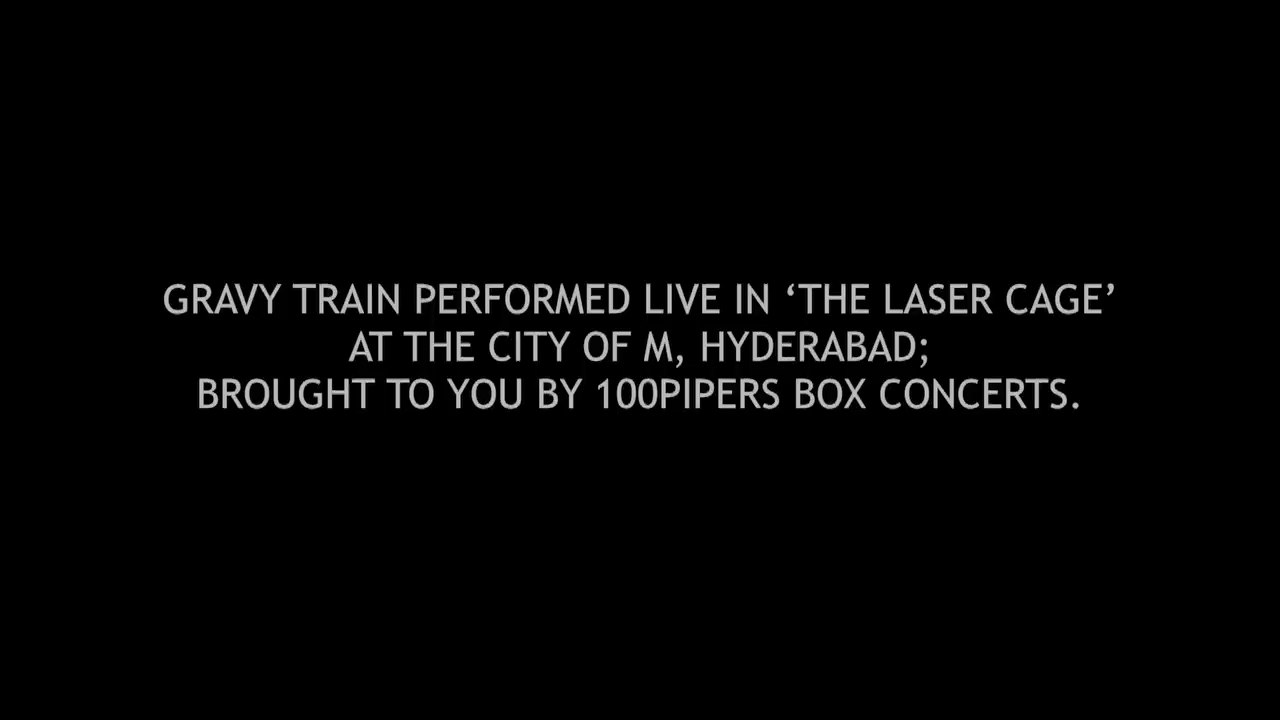 GRAVY TRAIN PERFORMED LIVE IN ‘THE LASER CAGE’
AT THE CITY OF M, HYDERABAD;
BROUGHT TO YOU BY 100PIPERS BOX CONCERTS.